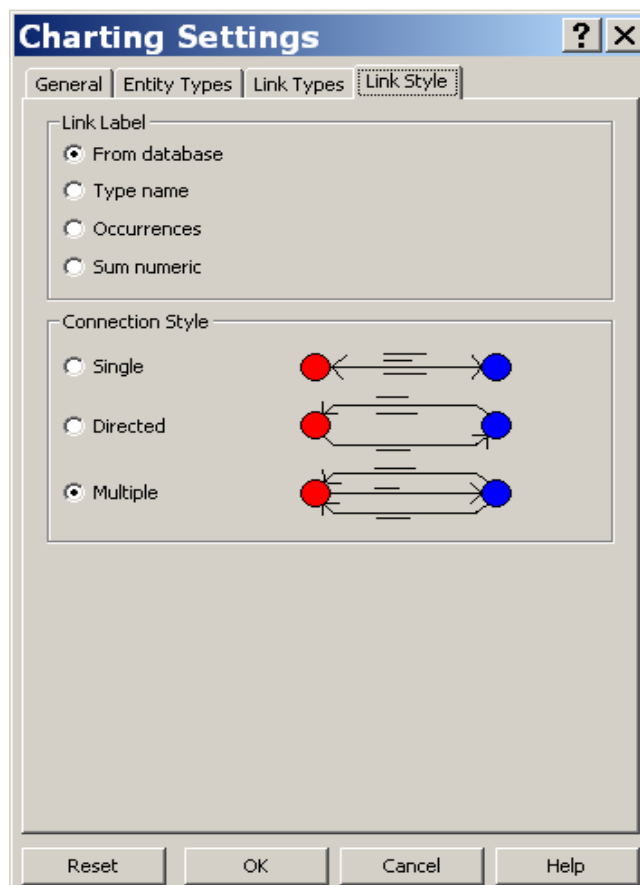 Charting Settings
General Entity Types Link Types Link Style
Link Label
From database
Type name
Occurrences
Sum numeric
Connection Style
Single
Directed
Multiple
Reset OK Cancel Help